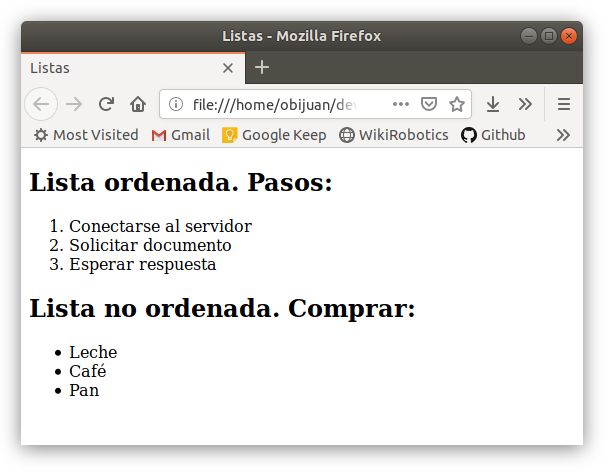 Listas - Mozilla Firefox
Listas
file:///home/obijuan/de
Most Visited Gmail Google Keep WikiRobotics Github
Lista ordenada. Pasos:
1. Conectarse al servidor
2. Solicitar documento
3. Esperar respuesta
Lista no ordenada. Comprar:
• Leche
• Café
• Pan